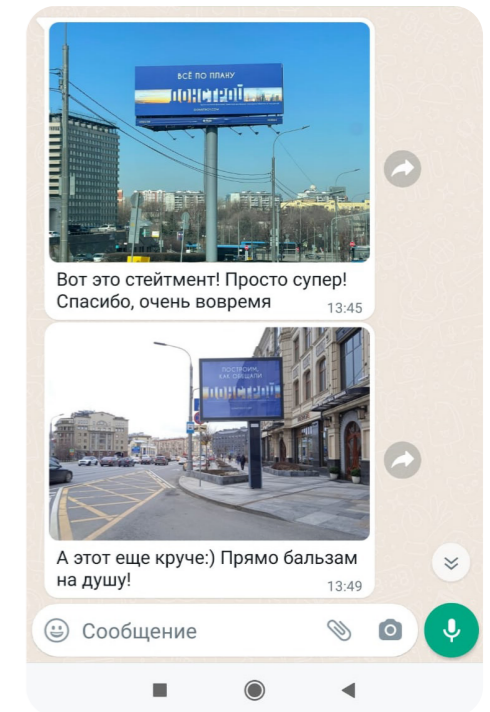 ВСЁ ПО ПЛАНУ
ДОНСТРОЙ
Вот это стейтмент! Просто супер!
Спасибо, очень вовремя
13:45
ПОСТРОИМ,
КАК ОБЕЩАЛИ
ДОНСТРОЙ
А этот еще круче:) Прямо бальзам
на душу!
13:49
Сообщение